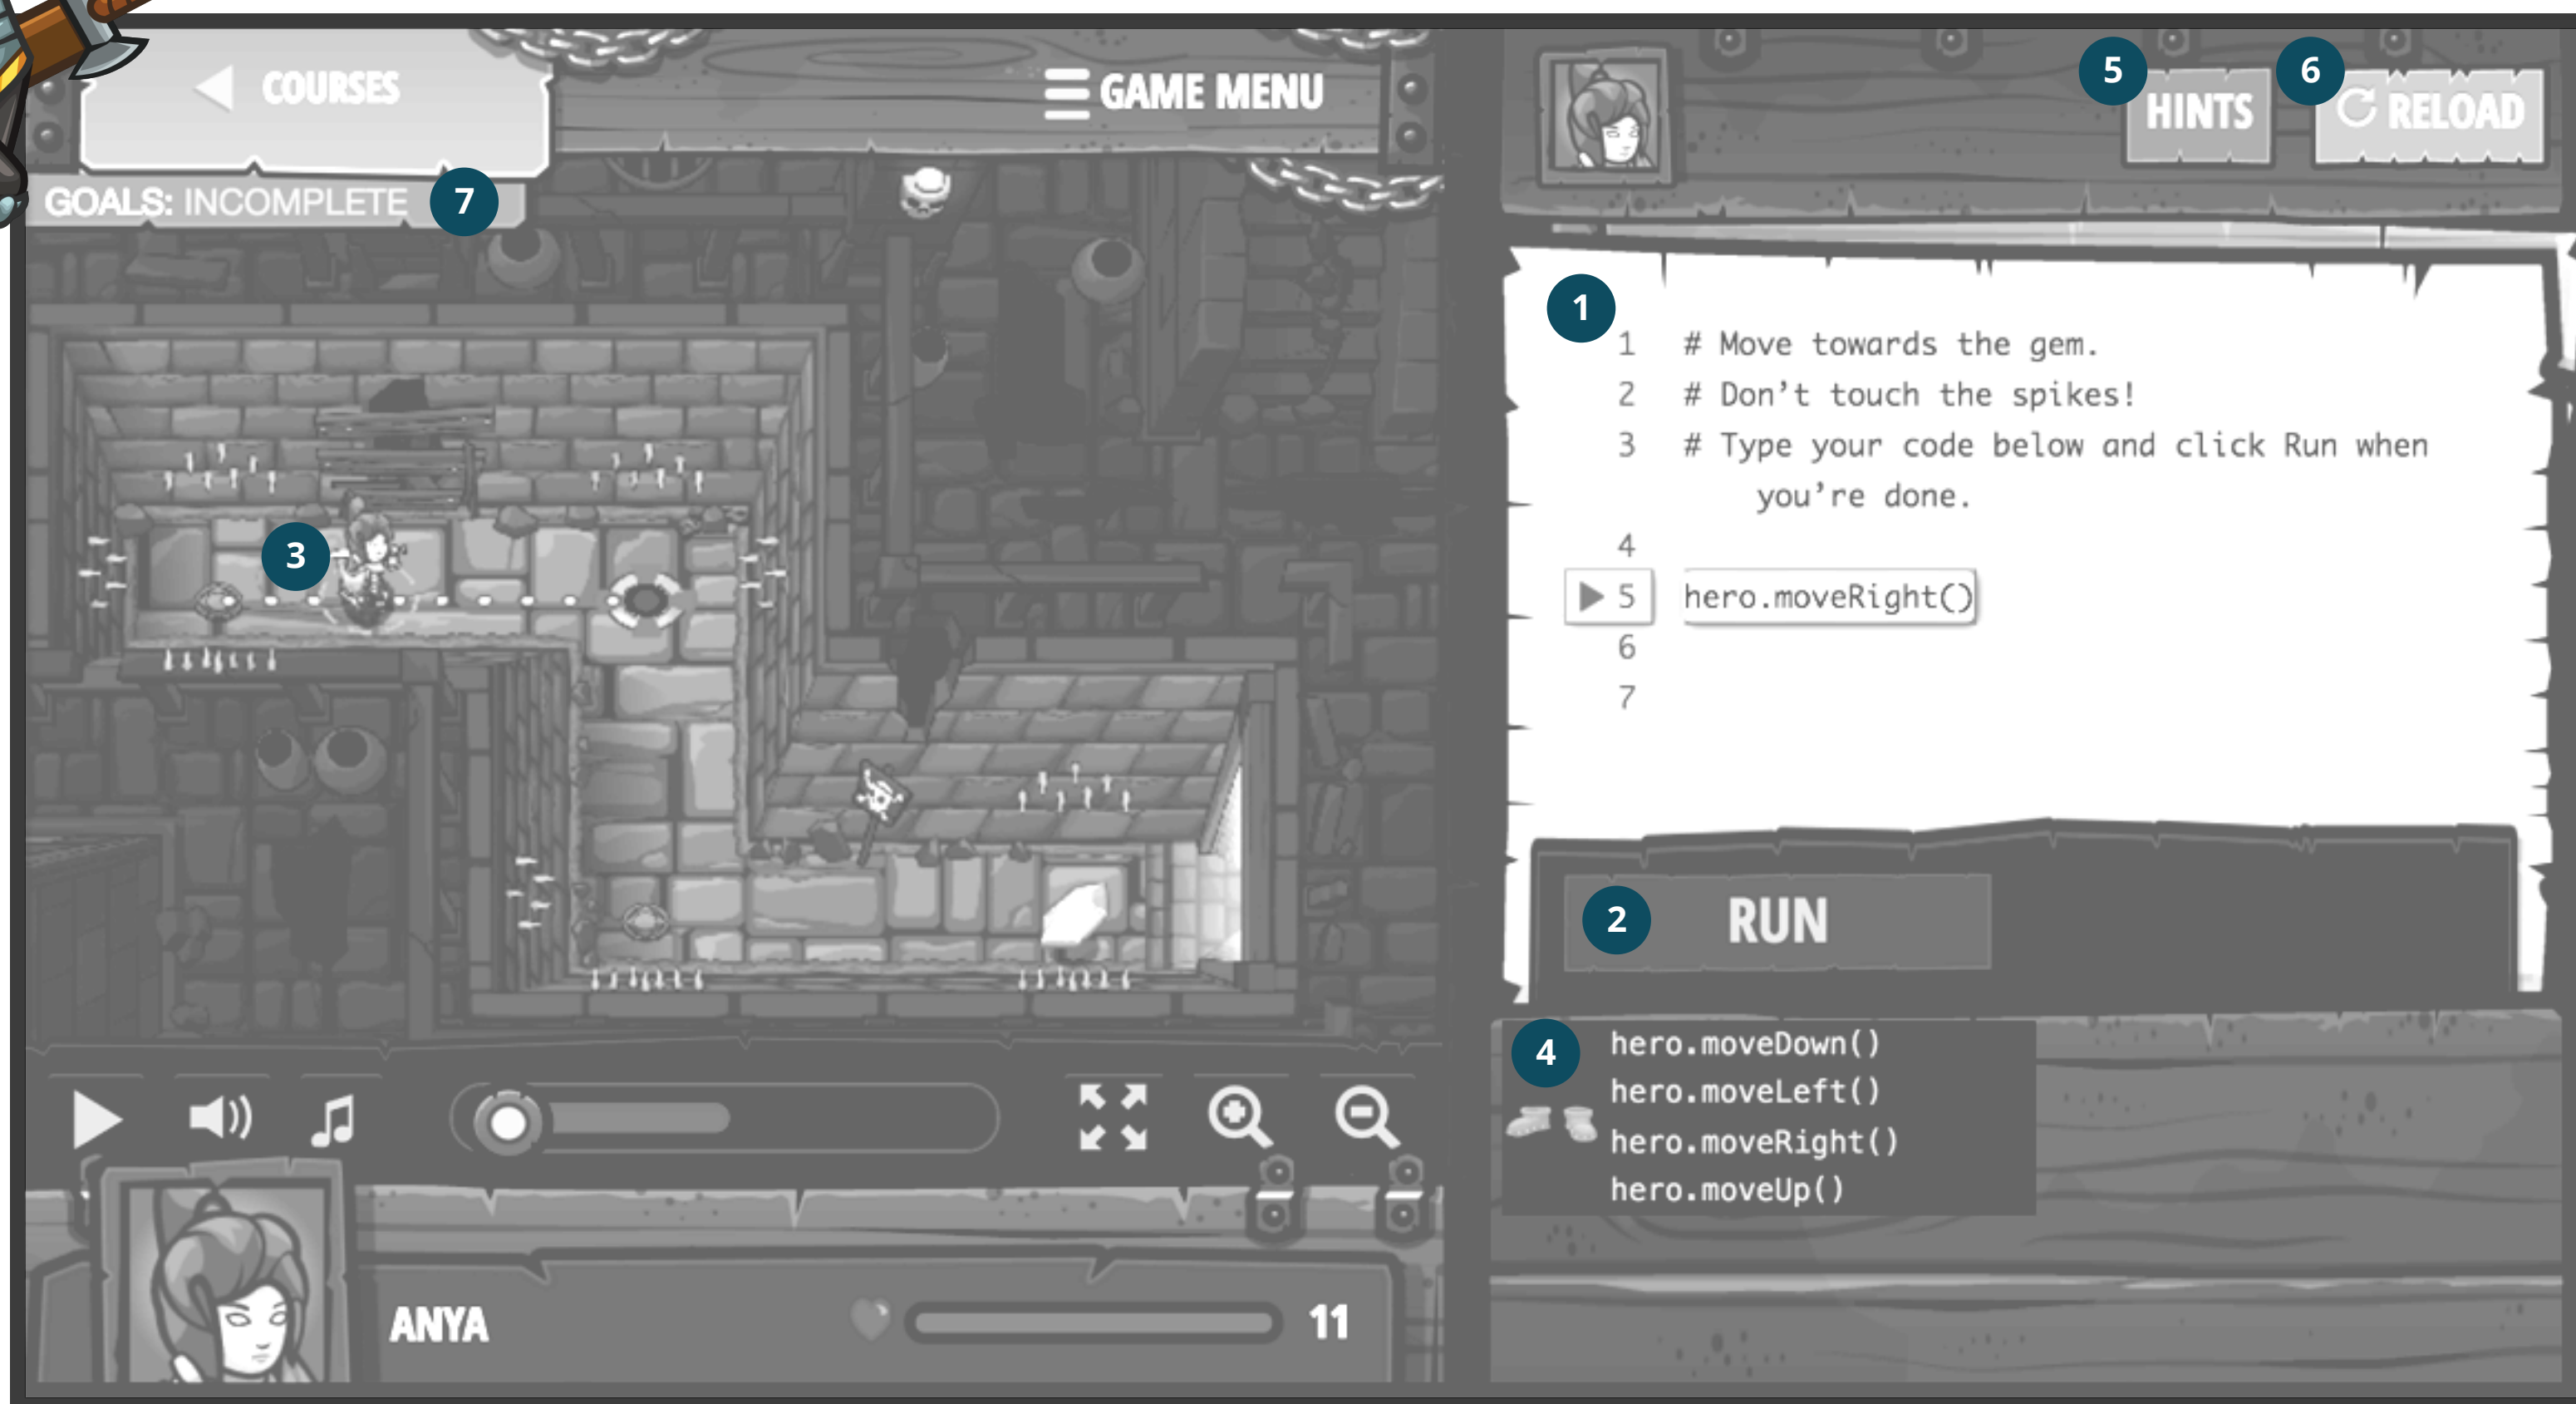 COURSES
GAME MENU
GOALS: INCOMPLETE
7
3
ANYA
11
5
HINTS
6
RELOAD
1
1 # Move towards the gem.
2 # Don’t touch the spikes!
3 # Type your code below and click Run when
you’re done.
4
5 hero.moveRight()
6
7
2
RUN
4
hero.moveDown()
hero.moveLeft()
hero.moveRight()
hero.moveUp()